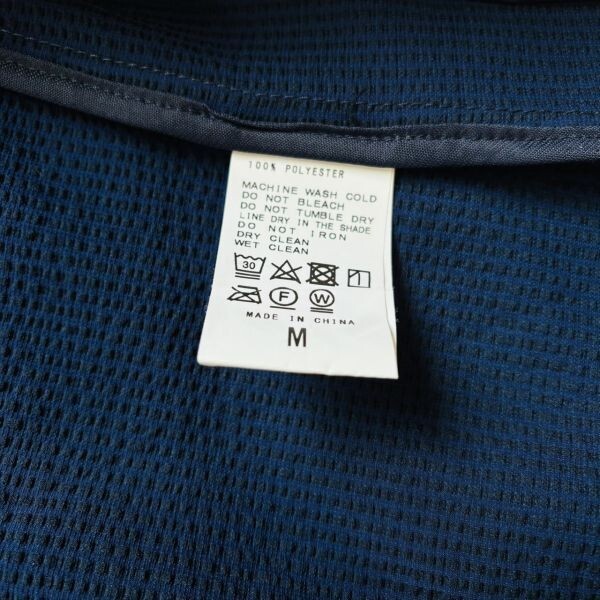 100% POLYESTER
MACHINE WASH COLD
DO NOT BLEACH
DO NOT TUMBLE DRY
LINE DRY IN THE SHADE
DO NOT IRON
DRY CLEAN
WET CLEAN
30
F W
MADE IN CHINA
M